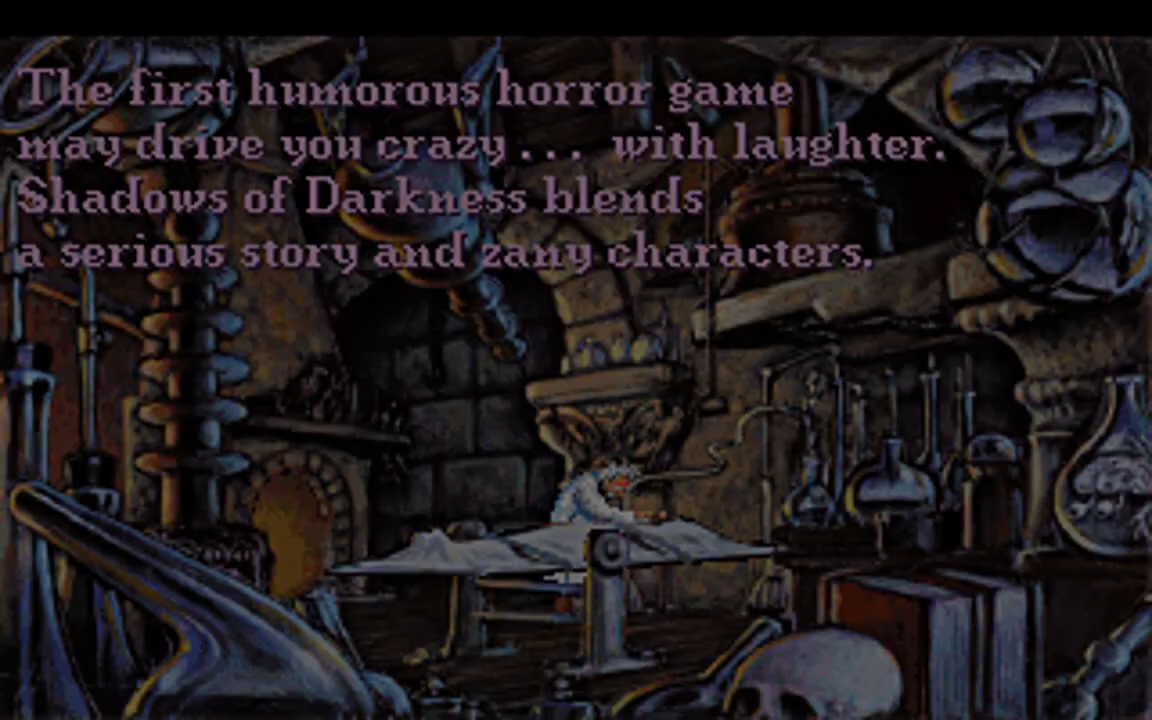 The first humorous horror game
may drive you crazy . . . with laughter.
Shadows of Darkness blends
a serious story and zany characters.